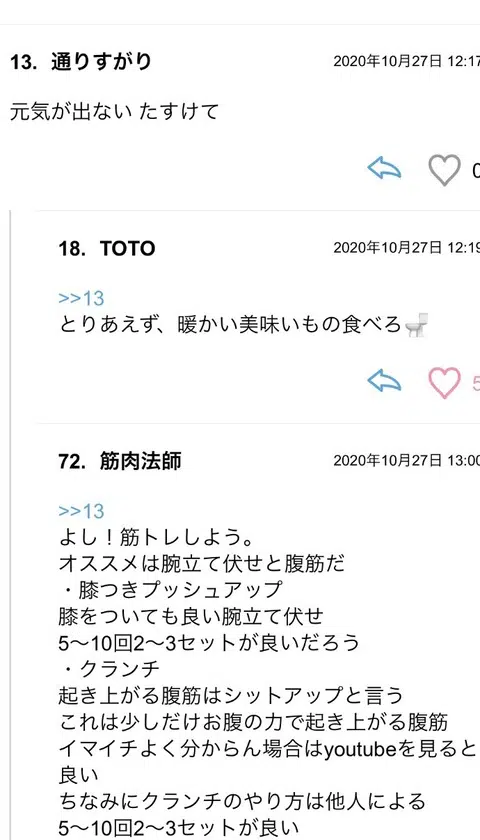 13. 通りすがり 2020年10月27日 12:17
元気が出ない たすけて
0
18. TOTO 2020年10月27日 12:19
>>13
とりあえず、暖かい美味いもの食べろ🚽
5
72. 筋肉法師 2020年10月27日 13:00
>>13
よし！筋トレしよう。
オススメは腕立て伏せと腹筋だ
・膝つきプッシュアップ
膝をついても良い腕立て伏せ
5〜10回2〜3セットが良いだろう
・クランチ
起き上がる腹筋はシットアップと言う
これは少しだけお腹の力で起き上がる腹筋
イマイチよく分からん場合はyoutubeを見ると
良い
ちなみにクランチのやり方は他人による
5〜10回2〜3セットが良い